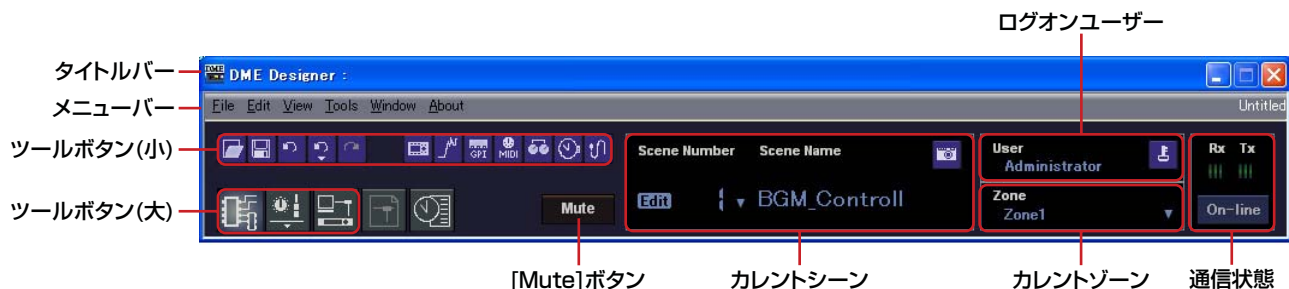 ログオンユーザー
タイトルバー
DME Designer :
メニューバー
File Edit View Tools Window About
Untitled
ツールボタン(小)
GPI
MIDI
Scene Number Scene Name
User
Administrator
Rx Tx
ツールボタン(大)
Mute
Edit
1
BGM_Controll
Zone
Zone1
On-line
[Mute]ボタン
カレントシーン
カレントゾーン
通信状態